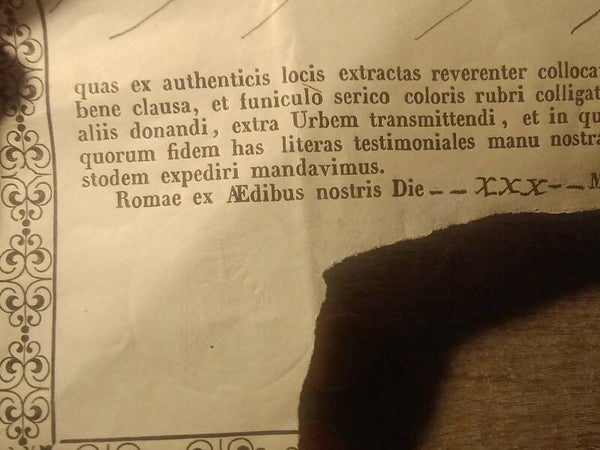 quas ex authenticis locis extractas reverenter colloca
bene clausa, et funiculo serico coloris rubri colligat
aliis donandi, extra Urbem transmittendi, et in qu
quorum fidem has literas testimoniales manu nostra
stodem expediri mandavimus.
Romae ex Ædibus nostris Die -- XXX -- M